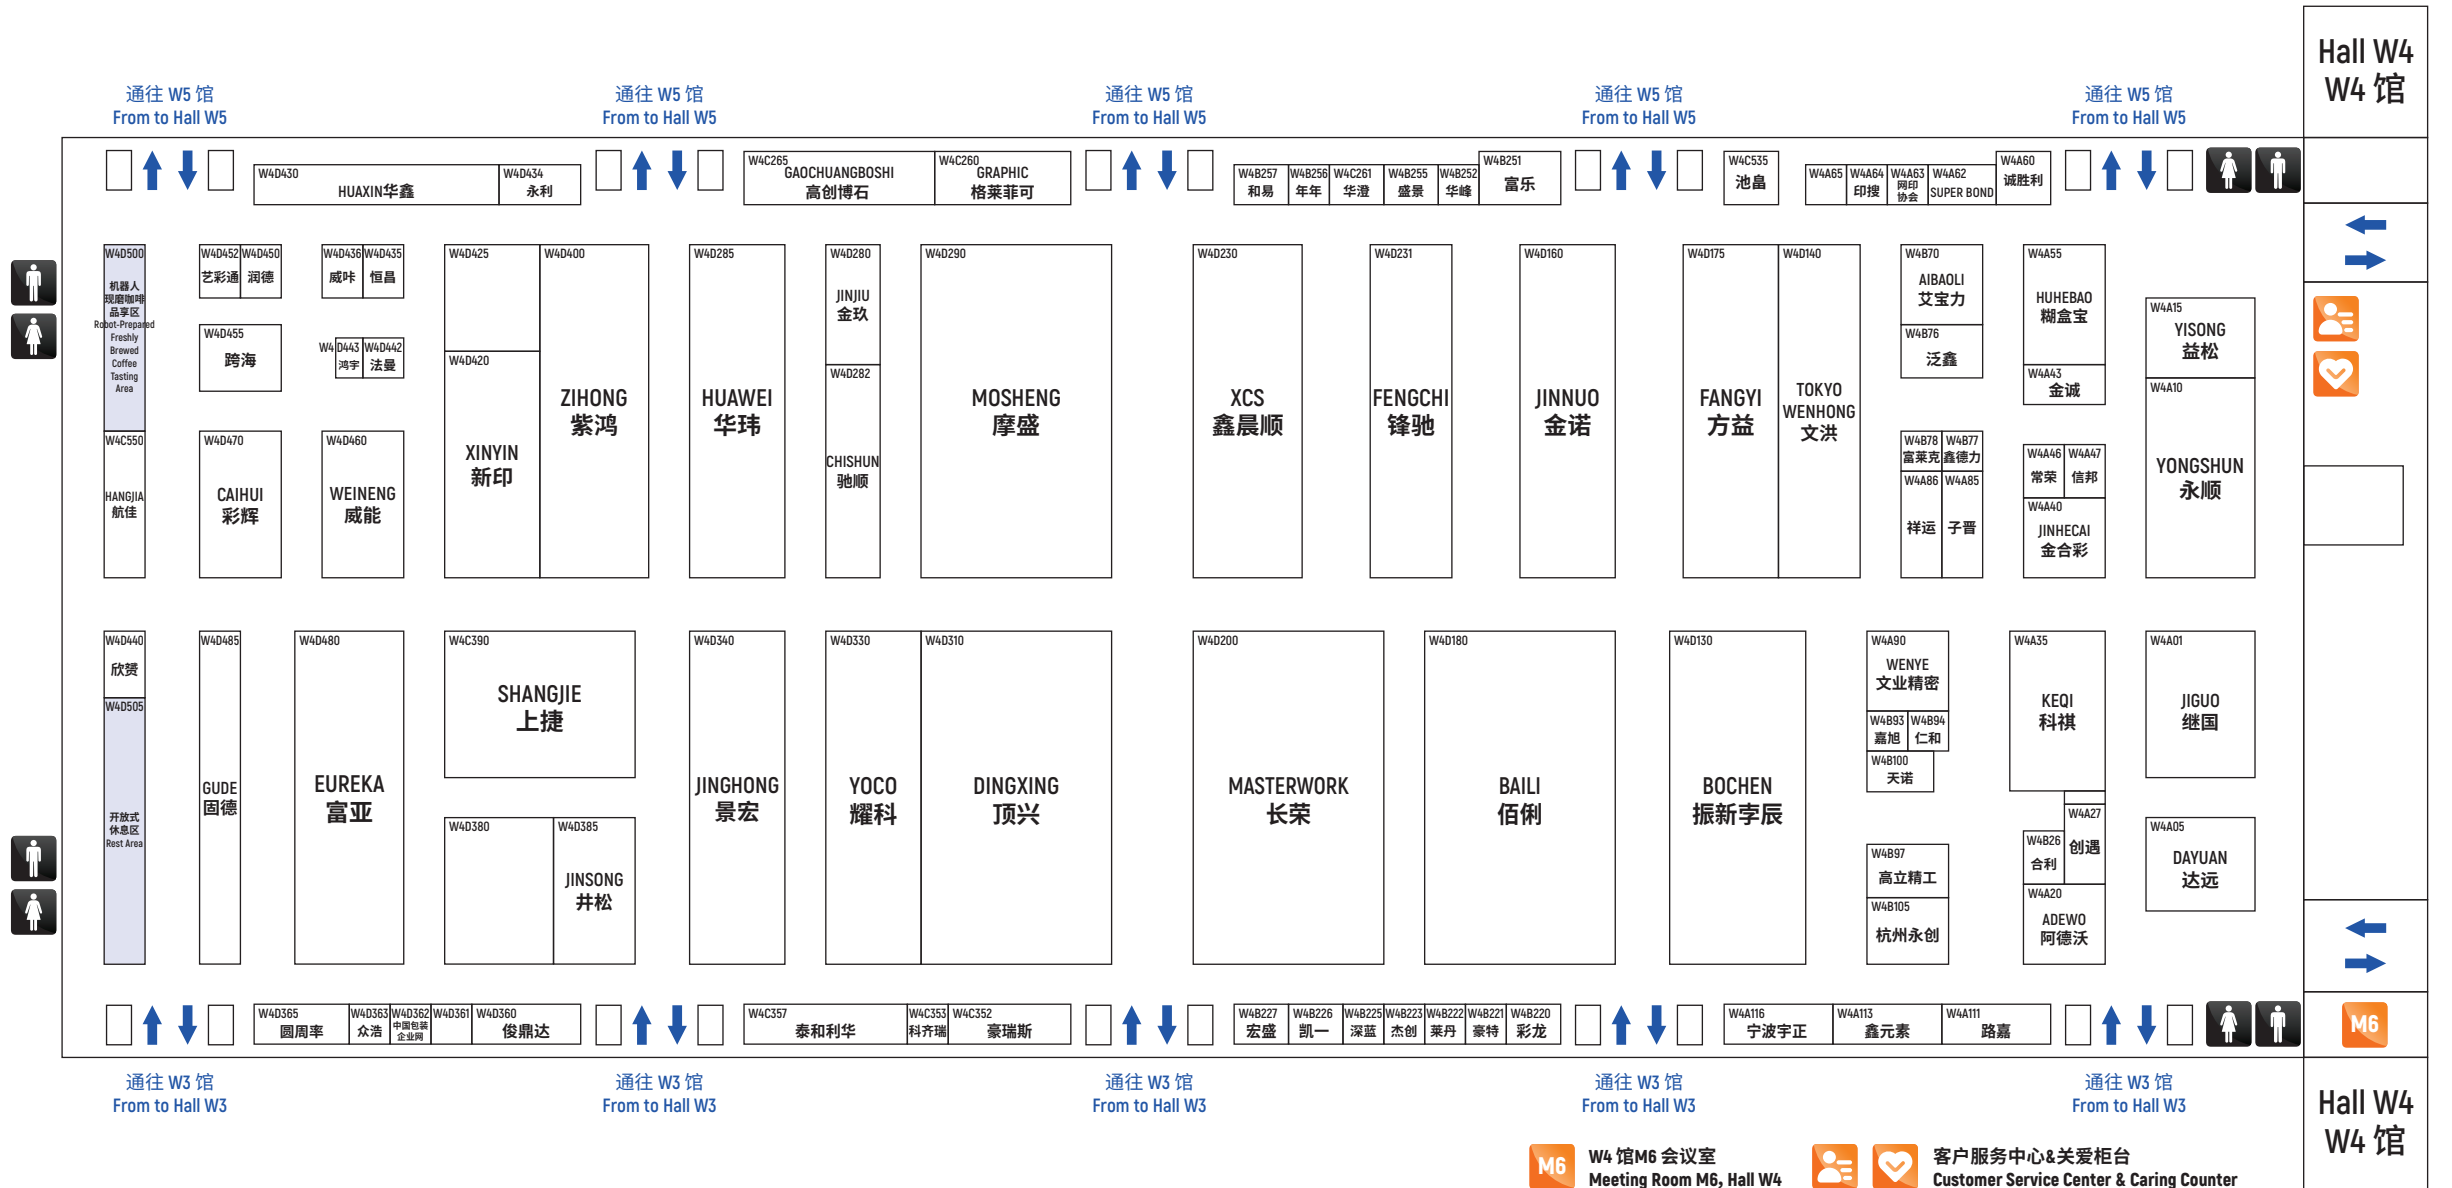 Hall W4
W4 馆
通往 W5 馆
From to Hall W5
通往 W5 馆
From to Hall W5
通往 W5 馆
From to Hall W5
通往 W5 馆
From to Hall W5
通往 W5 馆
From to Hall W5
W4D430
HUAXIN华鑫
W4D434
永利
W4C265
GAOCHUANGBOSHI
高创博石
W4C260
GRAPHIC
格莱菲可
W4B257
和易
W4B256
年年
W4C261
华澄
W4B255
盛景
W4B252
华峰
W4B251
富乐
W4C535
池畠
W4A65
W4A64
印搜
W4A63
网印
协会
W4A62
SUPER BOND
W4A60
诚胜利
W4D500
机器人
现磨咖啡
品享区
Robot-Prepared
Freshly
Brewed
Coffee
Tasting
Area
W4C550
HANGJIA
航佳
W4D452
艺彩通
W4D450
润德
W4D455
跨海
W4D470
CAIHUI
彩辉
W4D436
威咔
W4D435
恒昌
W4D443
鸿宇
W4D442
法曼
W4D460
WEINENG
威能
W4D425
W4D420
XINYIN
新印
W4D400
ZIHONG
紫鸿
W4D285
HUAWEI
华玮
W4D280
JINJIU
金玖
W4D282
CHISHUN
驰顺
W4D290
MOSHENG
摩盛
W4D230
XCS
鑫晨顺
W4D231
FENGCHI
锋驰
W4D160
JINNUO
金诺
W4D175
FANGYI
方益
W4D140
TOKYO
WENHONG
文洪
W4B70
AIBAOLI
艾宝力
W4B76
泛鑫
W4B78
富莱克
W4B77
鑫德力
W4A86
祥运
W4A85
子晋
W4A55
HUHEBAO
糊盒宝
W4A43
金诚
W4A46
常荣
W4A47
信邦
W4A40
JINHECAI
金合彩
W4A15
YISONG
益松
W4A10
YONGSHUN
永顺
W4D440
欣赟
W4D505
开放式
休息区
Rest Area
W4D485
GUDE
固德
W4D480
EUREKA
富亚
W4C390
SHANGJIE
上捷
W4D380
W4D385
JINSONG
井松
W4D340
JINGHONG
景宏
W4D330
YOCO
耀科
W4D310
DINGXING
顶兴
W4D200
MASTERWORK
长荣
W4D180
BAILI
佰俐
W4D130
BOCHEN
振新孛辰
W4A90
WENYE
文业精密
W4B93
嘉旭
W4B94
仁和
W4B100
天诺
W4B97
高立精工
W4B105
杭州永创
W4A35
KEQI
科祺
W4A27
创遇
W4B26
合利
W4A20
ADEWO
阿德沃
W4A01
JIGUO
继国
W4A05
DAYUAN
达远
W4D365
圆周率
W4D363
众浩
W4D362
中国包装
企业网
W4D361
W4D360
俊鼎达
W4C357
泰和利华
W4C353
科齐瑞
W4C352
豪瑞斯
W4B227
宏盛
W4B226
凯一
W4B225
深蓝
W4B223
杰创
W4B222
莱丹
W4B221
豪特
W4B220
彩龙
W4A116
宁波宇正
W4A113
鑫元素
W4A111
路嘉
M6
通往 W3 馆
From to Hall W3
通往 W3 馆
From to Hall W3
通往 W3 馆
From to Hall W3
通往 W3 馆
From to Hall W3
通往 W3 馆
From to Hall W3
Hall W4
W4 馆
M6
W4 馆M6 会议室
Meeting Room M6, Hall W4
客户服务中心&关爱柜台
Customer Service Center & Caring Counter